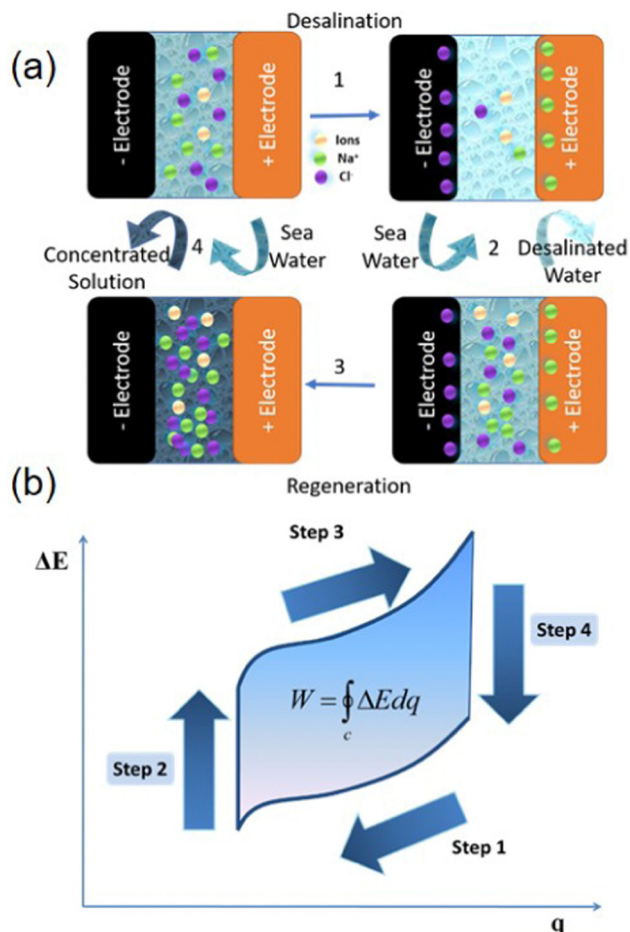 Desalination
(a)
- Electrode
+ Electrode
1
Ions
Na⁺
Cl⁻
- Electrode
+ Electrode
Concentrated
Solution
4
Sea
Water
Sea
Water
2
Desalinated
Water
- Electrode
+ Electrode
3
- Electrode
+ Electrode
(b)
Regeneration
ΔE
Step 3
Step 4
W = ∮c ΔEdq
Step 2
Step 1
q